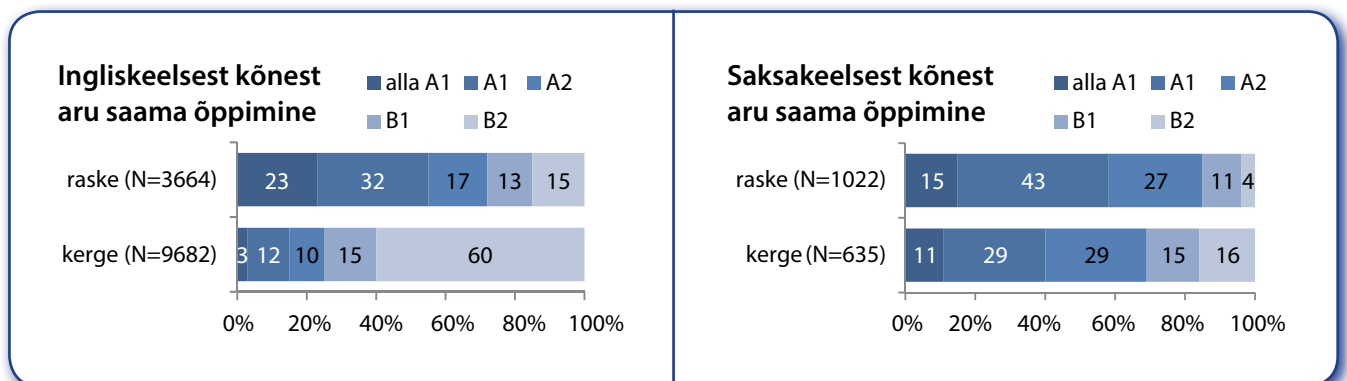 Ingliskeelsest kõnest
aru saama õppimine
alla A1 A1 A2
B1 B2
raske (N=3664) 23 32 17 13 15
kerge (N=9682) 3 12 10 15 60
0% 20% 40% 60% 80% 100%
Saksakeelsest kõnest
aru saama õppimine
alla A1 A1 A2
B1 B2
raske (N=1022) 15 43 27 11 4
kerge (N=635) 11 29 29 15 16
0% 20% 40% 60% 80% 100%